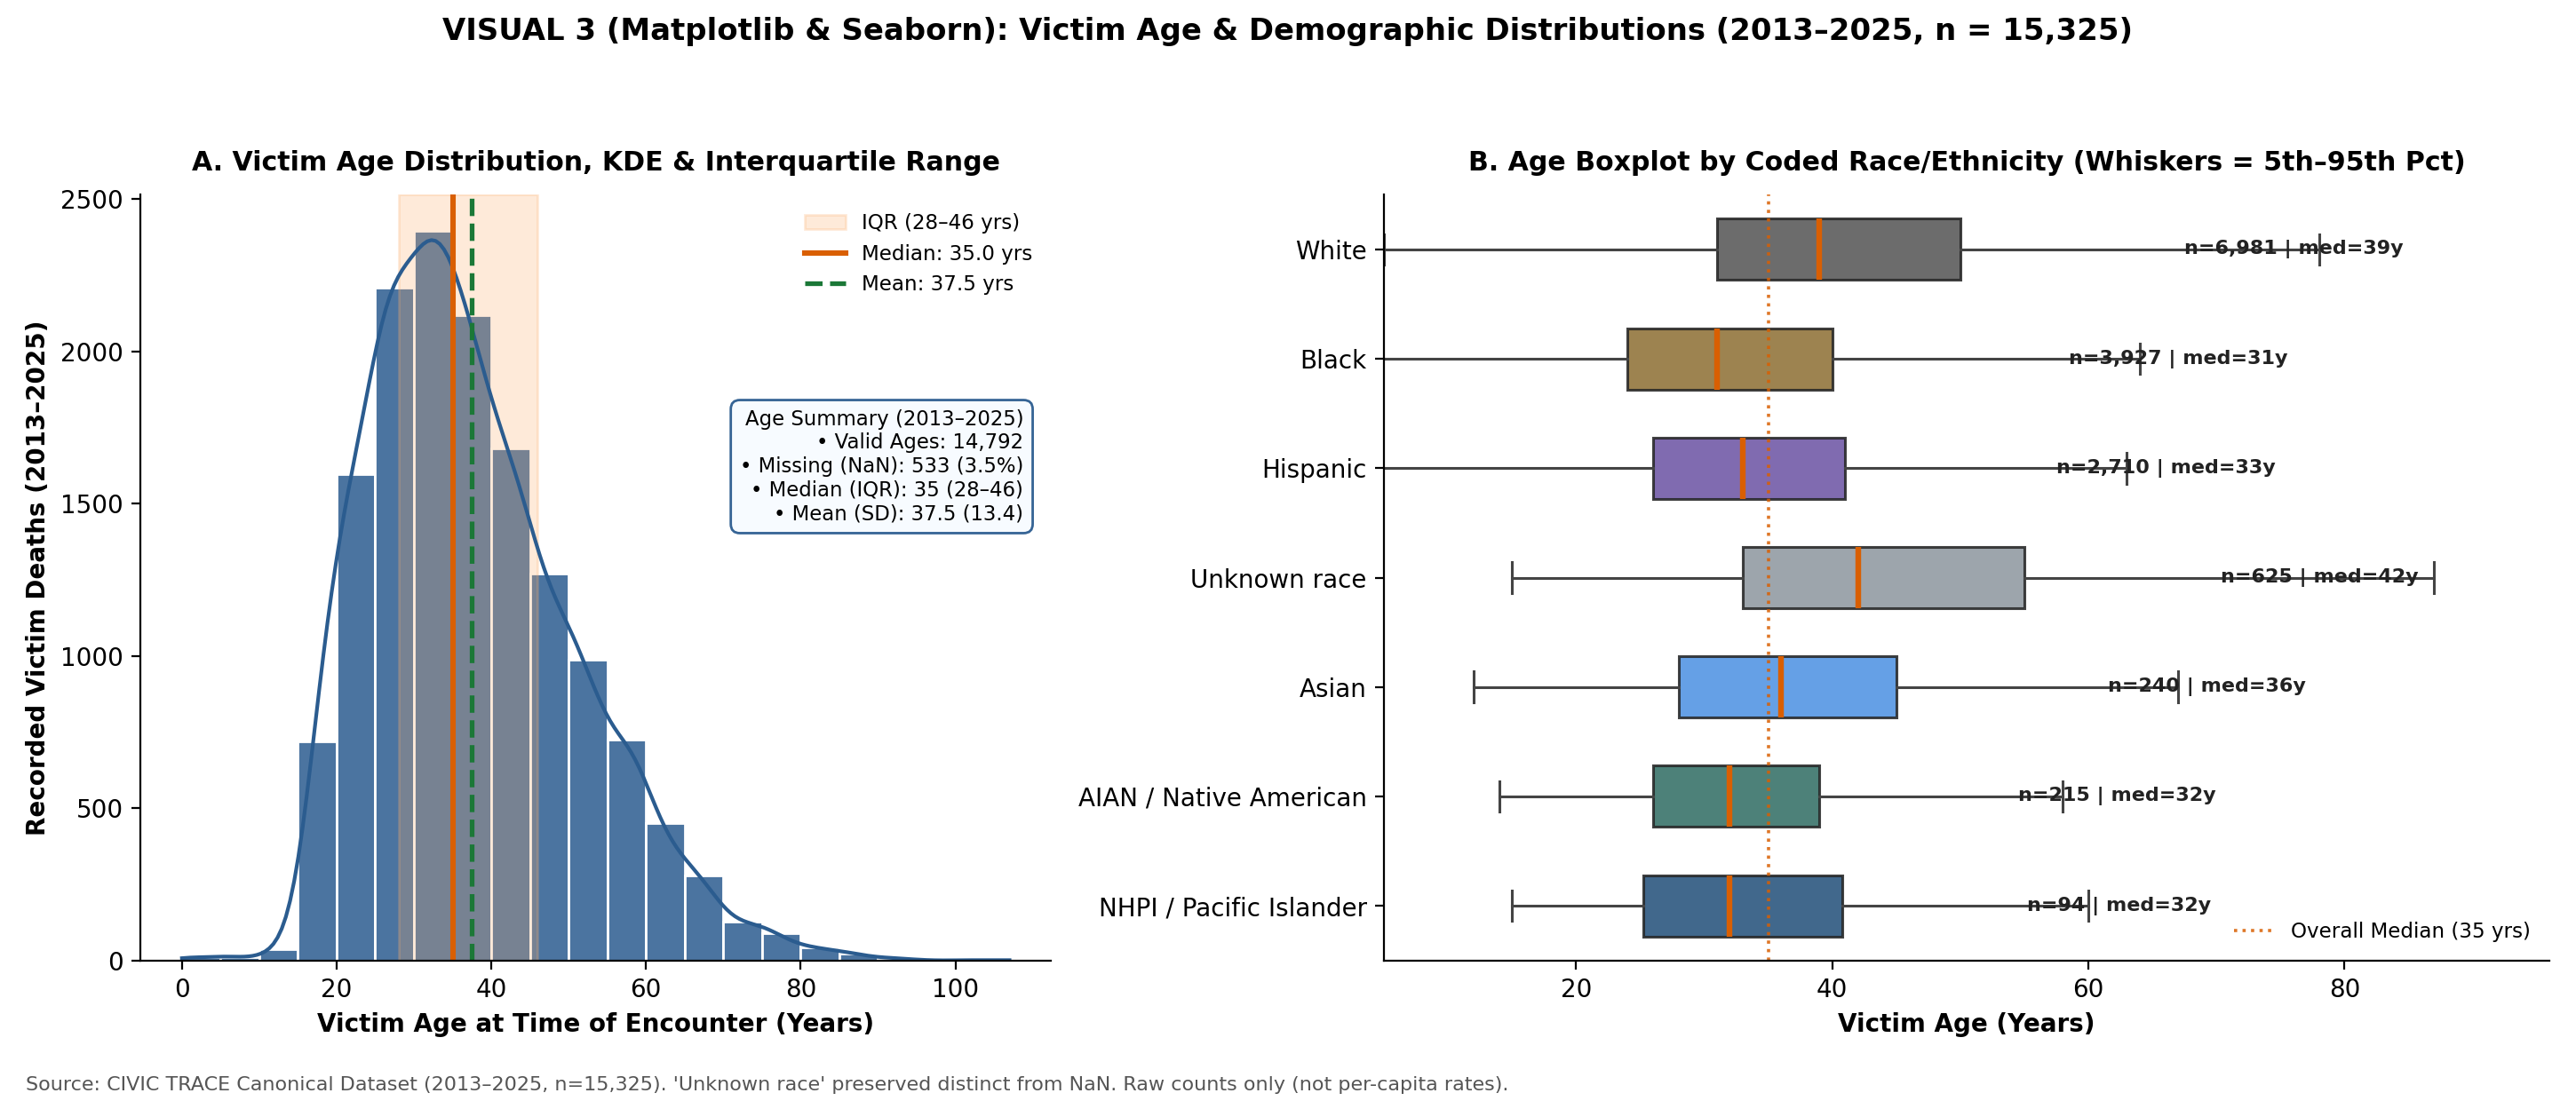 VISUAL 3 (Matplotlib & Seaborn): Victim Age & Demographic Distributions (2013–2025, n = 15,325)
A. Victim Age Distribution, KDE & Interquartile Range
Recorded Victim Deaths (2013–2025)
2500
2000
1500
1000
500
0
IQR (28–46 yrs)
Median: 35.0 yrs
Mean: 37.5 yrs
Age Summary (2013–2025)
• Valid Ages: 14,792
• Missing (NaN): 533 (3.5%)
• Median (IQR): 35 (28–46)
• Mean (SD): 37.5 (13.4)
0 20 40 60 80 100
Victim Age at Time of Encounter (Years)
B. Age Boxplot by Coded Race/Ethnicity (Whiskers = 5th–95th Pct)
White n=6,981 | med=39y
Black n=3,927 | med=31y
Hispanic n=2,710 | med=33y
Unknown race n=625 | med=42y
Asian n=240 | med=36y
AIAN / Native American n=215 | med=32y
NHPI / Pacific Islander n=94 | med=32y
Overall Median (35 yrs)
20 40 60 80
Victim Age (Years)
Source: CIVIC TRACE Canonical Dataset (2013–2025, n=15,325). 'Unknown race' preserved distinct from NaN. Raw counts only (not per-capita rates).